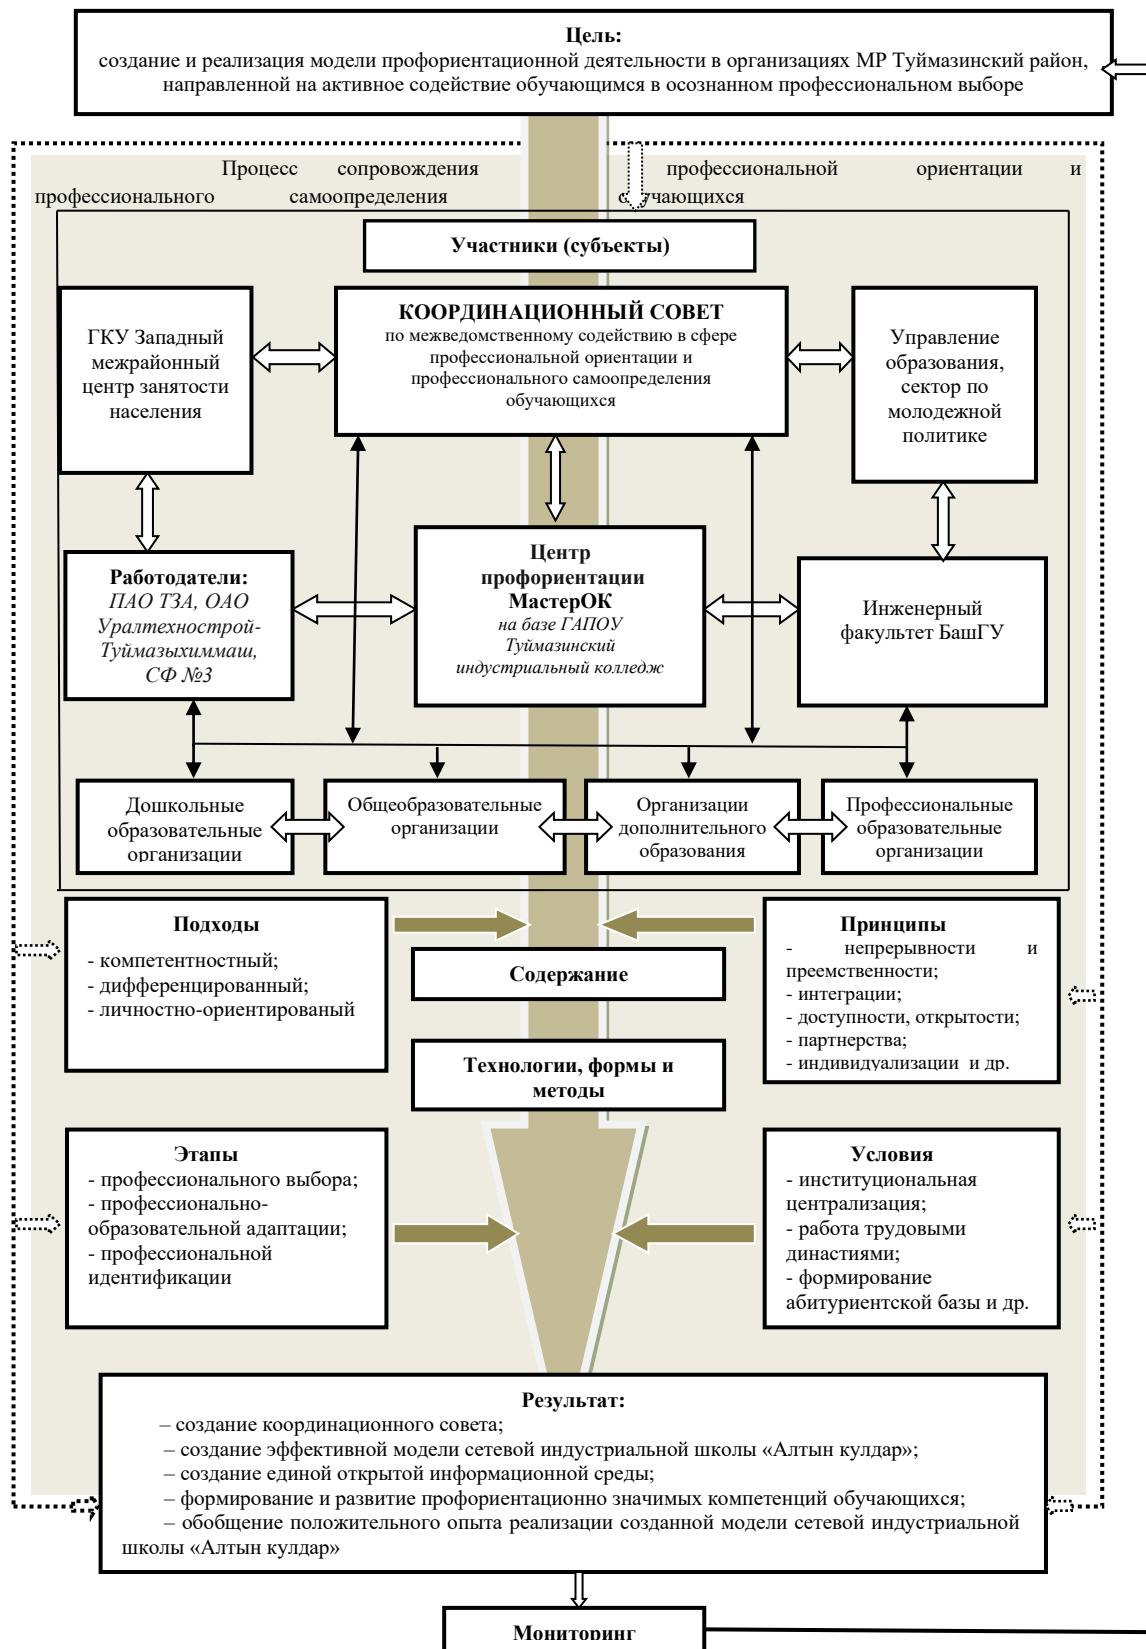 Цель:
создание и реализация модели профориентационной деятельности в организациях МР Туймазинский район,
направленной на активное содействие обучающимся в осознанном профессиональном выборе
Процесс сопровождения профессиональной ориентации и
профессионального самоопределения обучающихся
Участники (субъекты)
ГКУ Западный
межрайонный
центр занятости
населения
КООРДИНАЦИОННЫЙ СОВЕТ
по межведомственному содействию в сфере
профессиональной ориентации и
профессионального самоопределения
обучающихся
Управление
образования,
сектор по
молодежной
политике
Работодатели:
ПАО ТЗА, ОАО
Уралтехнострой-
Туймазыхиммаш,
СФ №3
Центр
профориентации
МастерОК
на базе ГАПОУ
Туймазинский
индустриальный колледж
Инженерный
факультет БашГУ
Дошкольные
образовательные
организации
Общеобразовательные
организации
Организации
дополнительного
образования
Профессиональные
образовательные
организации
Подходы
- компетентностный;
- дифференцированный;
- личностно-ориентированый
Содержание
Принципы
- непрерывности и
преемственности;
- интеграции;
- доступности, открытости;
- партнерства;
- индивидуализации и др.
Технологии, формы и
методы
Этапы
- профессионального выбора;
- профессионально-
образовательной адаптации;
- профессиональной
идентификации
Условия
- институциональная
централизация;
- работа трудовыми
династиями;
- формирование
абитуриентской базы и др.
Результат:
– создание координационного совета;
– создание эффективной модели сетевой индустриальной школы «Алтын кулдар»;
– создание единой открытой информационной среды;
– формирование и развитие профориентационно значимых компетенций обучающихся;
– обобщение положительного опыта реализации созданной модели сетевой индустриальной
школы «Алтын кулдар»
Мониторинг